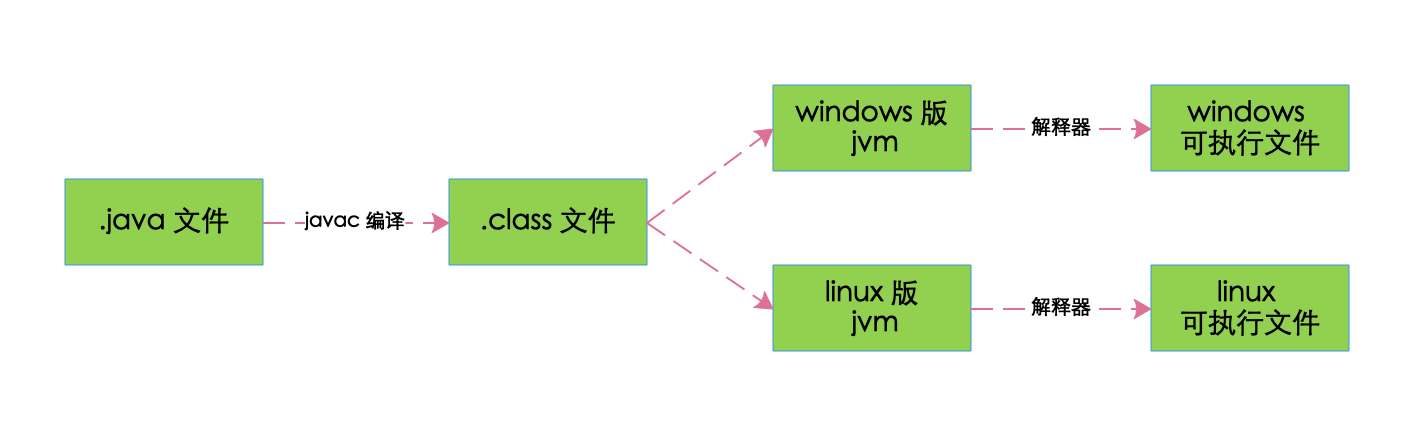 .java 文件
javac 编译
.class 文件
windows 版
jvm
解释器
windows
可执行文件
linux 版
jvm
解释器
linux
可执行文件